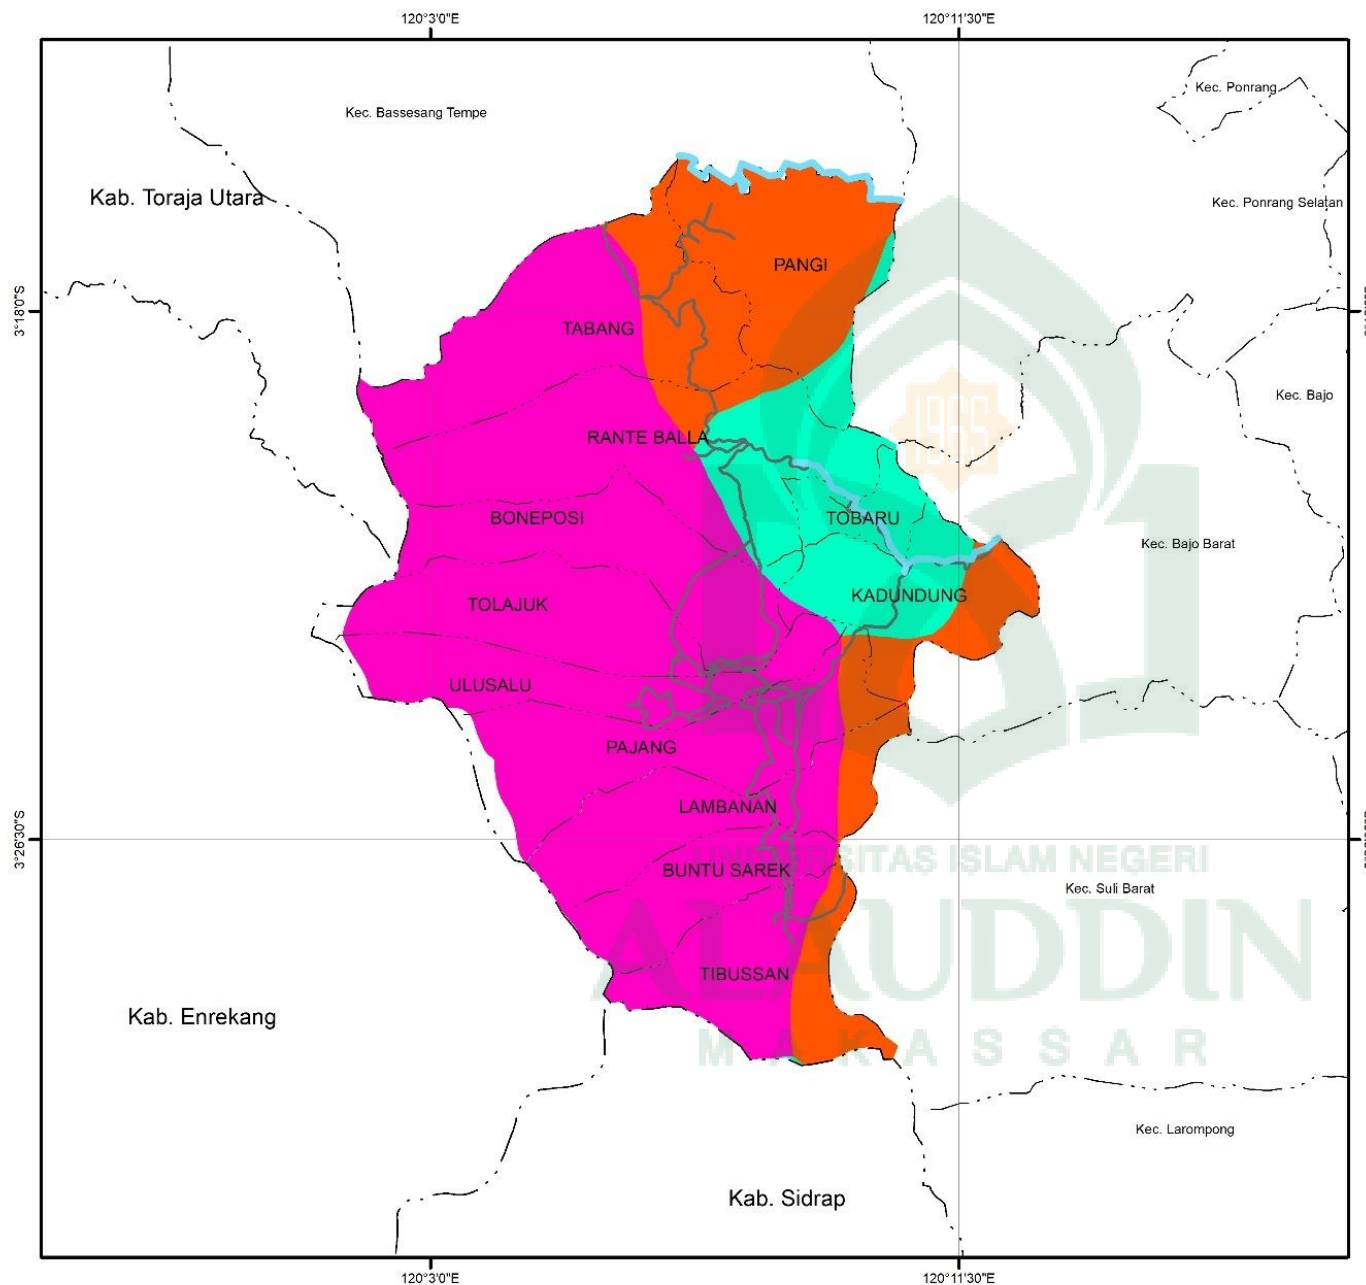 120°3'0"E
120°11'30"E
Kec. Ponrang
Kec. Bassesang Tempe
Kab. Toraja Utara
Kec. Ponrang Selatan
PANGI
3°18'0"S
TABANG
Kec. Bajo
1965
RANTE BALLA
BONEPOSI
TOBARU
Kec. Bajo Barat
KADUNDUNG
TOLAJUK
ULUSALU
PAJANG
LAMBANAN
3°26'30"S
UNIVERSITAS ISLAM NEGERI
BUNTU SAREK
Kec. Suli Barat
ALAUDDIN
TIBUSSAN
Kab. Enrekang
MAKASSAR
Kec. Larompong
Kab. Sidrap
120°3'0"E
120°11'30"E